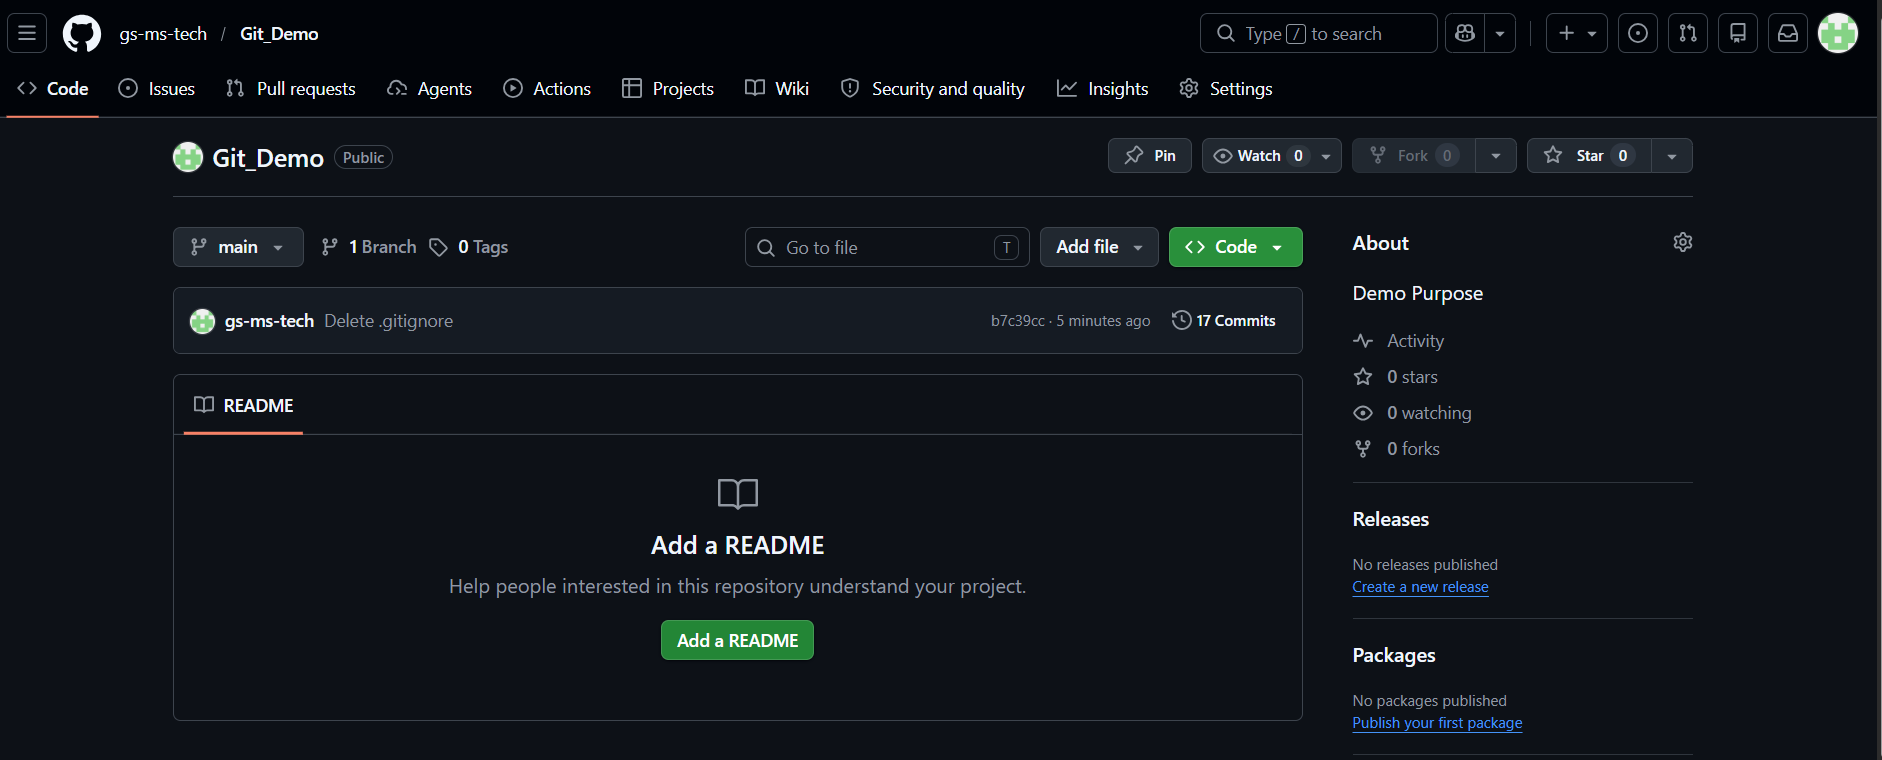 gs-ms-tech / Git_Demo
Type / to search
Code Issues Pull requests Agents Actions Projects Wiki Security and quality Insights Settings
Git_Demo Public
Pin Watch 0 Fork 0 Star 0
main 1 Branch 0 Tags Go to file T Add file Code
gs-ms-tech Delete .gitignore b7c39cc · 5 minutes ago 17 Commits
README
Add a README
Help people interested in this repository understand your project.
Add a README
About
Demo Purpose
Activity
0 stars
0 watching
0 forks
Releases
No releases published
Create a new release
Packages
No packages published
Publish your first package